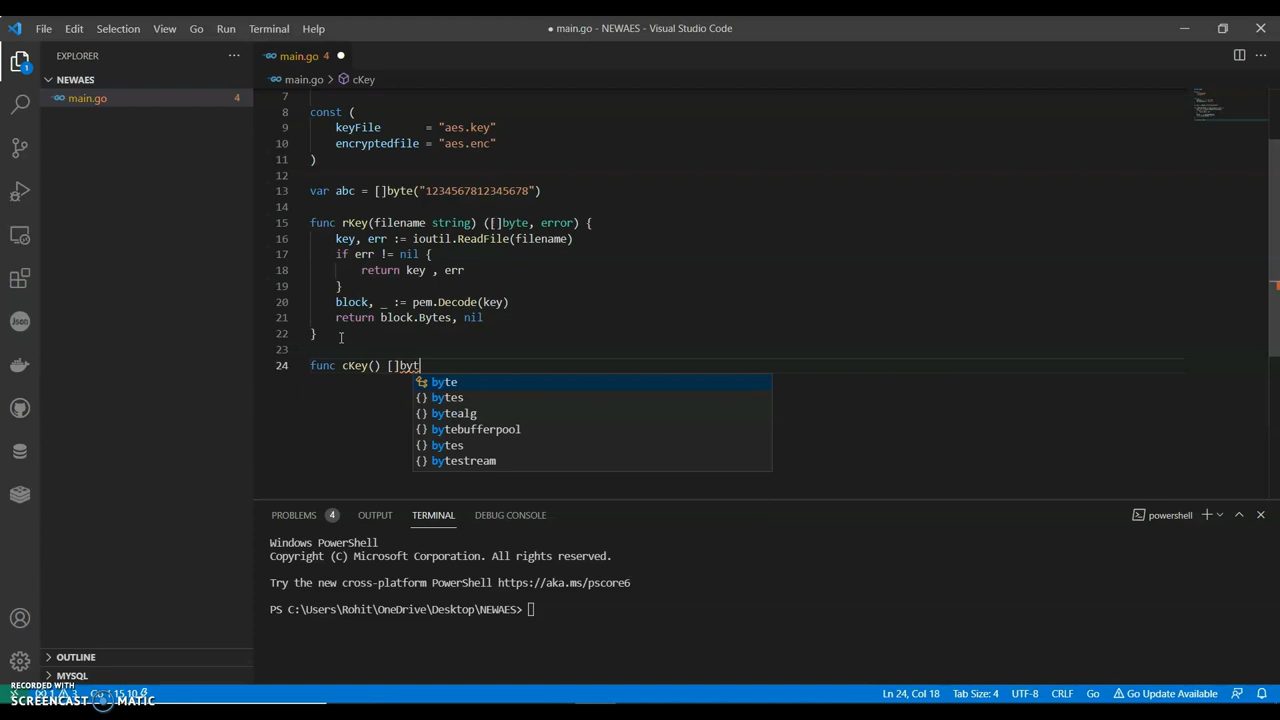 File Edit Selection View Go Run Terminal Help
● main.go - NEWAES - Visual Studio Code
EXPLORER
main.go 4
NEWAES
main.go > cKey
main.go 4
7
8 const (
9 keyFile = "aes.key"
10 encryptedfile = "aes.enc"
11 )
12
13 var abc = []byte("1234567812345678")
14
15 func rKey(filename string) ([]byte, error) {
16 key, err := ioutil.ReadFile(filename)
17 if err != nil {
18 return key , err
19 }
20 block, _ := pem.Decode(key)
21 return block.Bytes, nil
22 }
23
24 func cKey() []byt
byte
{} bytes
{} bytealg
{} bytebufferpool
{} bytes
{} bytestream
1
JSON
PROBLEMS 4 OUTPUT TERMINAL DEBUG CONSOLE
powershell
Windows PowerShell
Copyright (C) Microsoft Corporation. All rights reserved.
Try the new cross-platform PowerShell https://aka.ms/pscore6
PS C:\Users\Rohit\OneDrive\Desktop\NEWAES>
OUTLINE
MYSQL
RECORDED WITH
SCREENCAST MATIC
Ln 24, Col 18 Tab Size: 4 UTF-8 CRLF Go Go Update Available